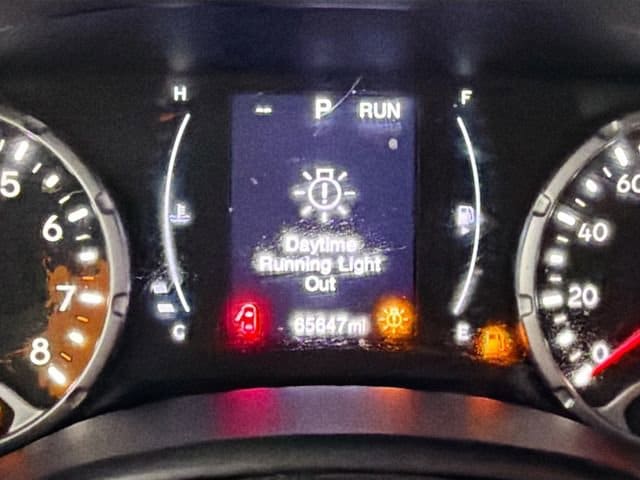 H
--
P
RUN
F
5
6
7
8
Daytime
Running Light
Out
C
65647mi
E
60
40
20
0